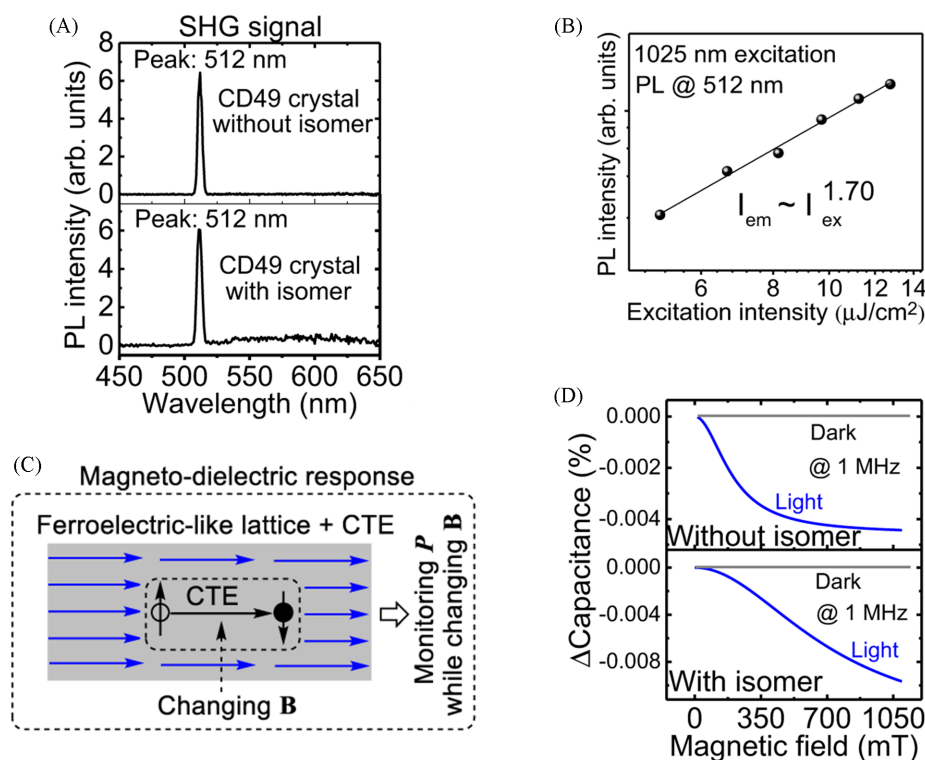 (A)
SHG signal
8
6
4
2
0
Peak: 512 nm
CD49 crystal
without isomer
6
4
2
0
Peak: 512 nm
CD49 crystal
with isomer
PL intensity (arb. units)
450 500 550 600 650
Wavelength (nm)
(B)
1025 nm excitation
PL @ 512 nm
I em ~ I ex 1.70
PL intensity (arb. units)
6 8 10 12 14
Excitation intensity (μJ/cm²)
(C)
Magneto-dielectric response
Ferroelectric-like lattice + CTE
CTE
Changing B
Monitoring P
while changing B
(D)
0.000
-0.002
-0.004
Dark
@ 1 MHz
Light
Without isomer
0.000
-0.004
-0.008
Dark
@ 1 MHz
Light
With isomer
ΔCapacitance (%)
0 350 700 1050
Magnetic field (mT)